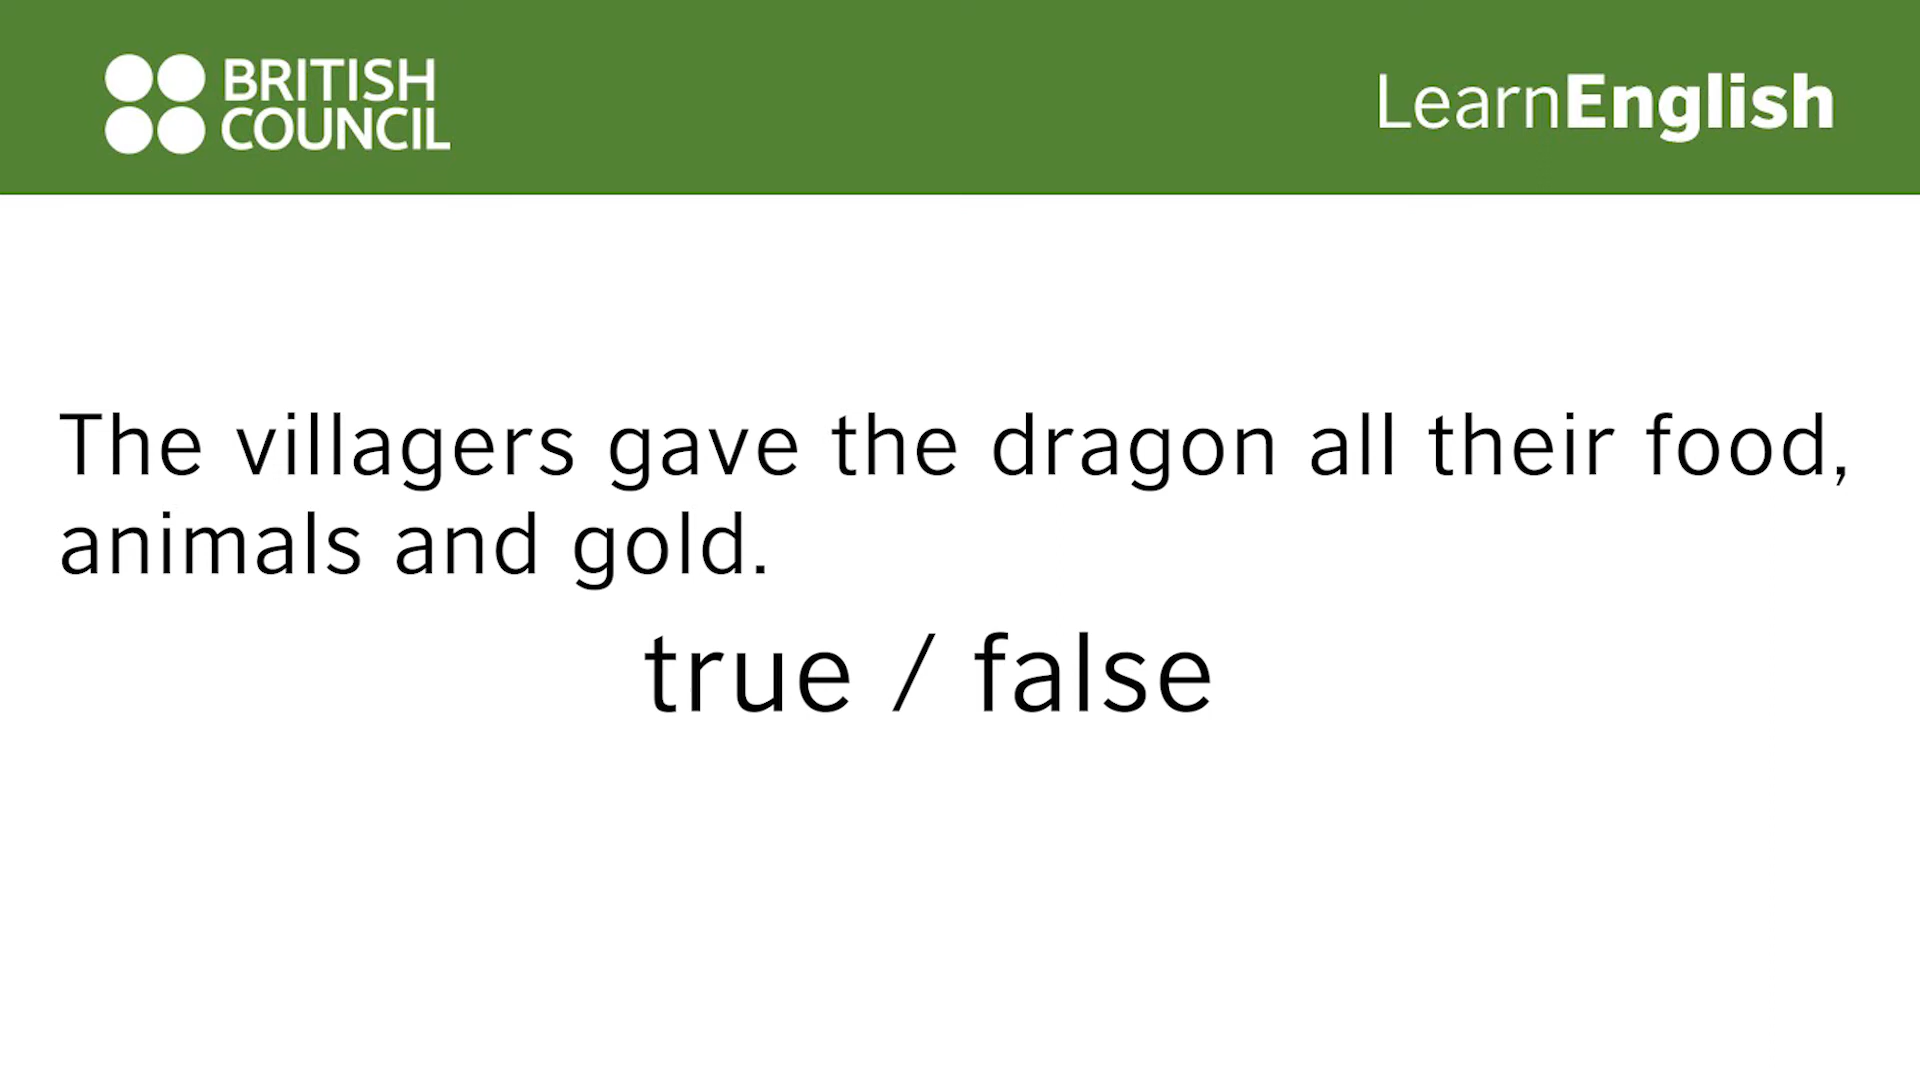 BRITISH
COUNCIL
LearnEnglish
The villagers gave the dragon all their food,
animals and gold.
true / false